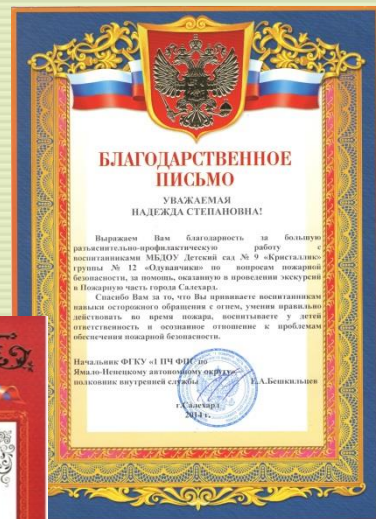 БЛАГОДАРСТВЕННОЕ
ПИСЬМО
УВАЖАЕМАЯ
НАДЕЖДА СТЕПАНОВНА!
Выражаем Вам благодарность за большую
разъяснительно-профилактическую работу с
воспитанниками МБДОУ Детский сад № 9 «Кристаллик»
группы № 12 «Одуванчики» по вопросам пожарной
безопасности, за помощь, оказанную в проведении экскурсий
в Пожарную часть города Салехард.
Спасибо Вам за то, что Вы прививаете воспитанникам
навыки осторожного обращения с огнем, умения правильно
действовать во время пожара, воспитываете у детей
ответственность и осознанное отношение к проблемам
обеспечения пожарной безопасности.
Начальник ФГКУ «1 ПЧ ФПС по
Ямало-Ненецкому автономному округу»
полковник внутренней службы Е.А.Бешкильцев
г.Салехард
2014 г.